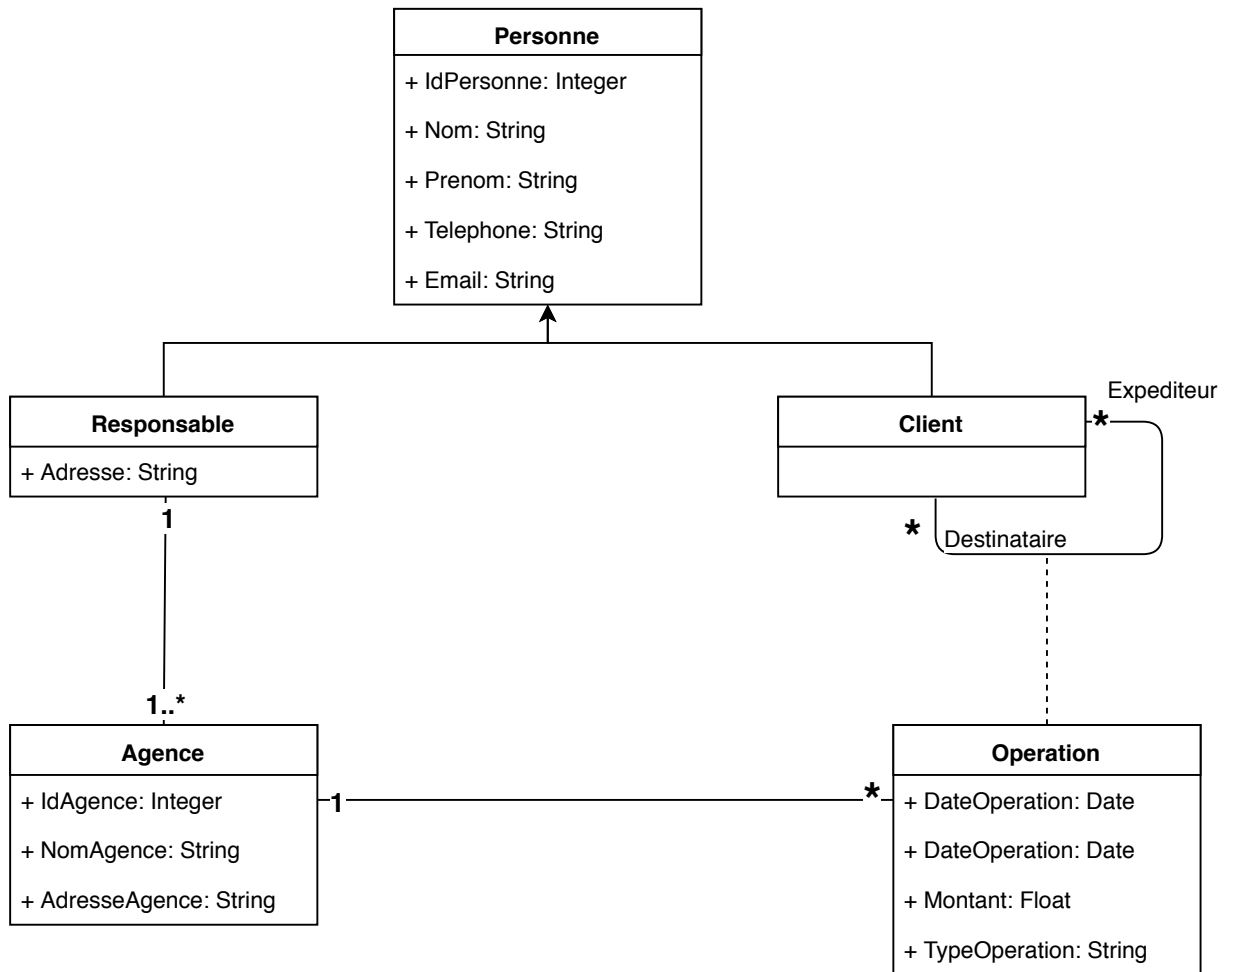 Personne
+ IdPersonne: Integer
+ Nom: String
+ Prenom: String
+ Telephone: String
+ Email: String
Responsable
+ Adresse: String
Client
Expediteur
*
*
Destinataire
1
1..*
Agence
+ IdAgence: Integer
+ NomAgence: String
+ AdresseAgence: String
1
*
Operation
+ DateOperation: Date
+ DateOperation: Date
+ Montant: Float
+ TypeOperation: String